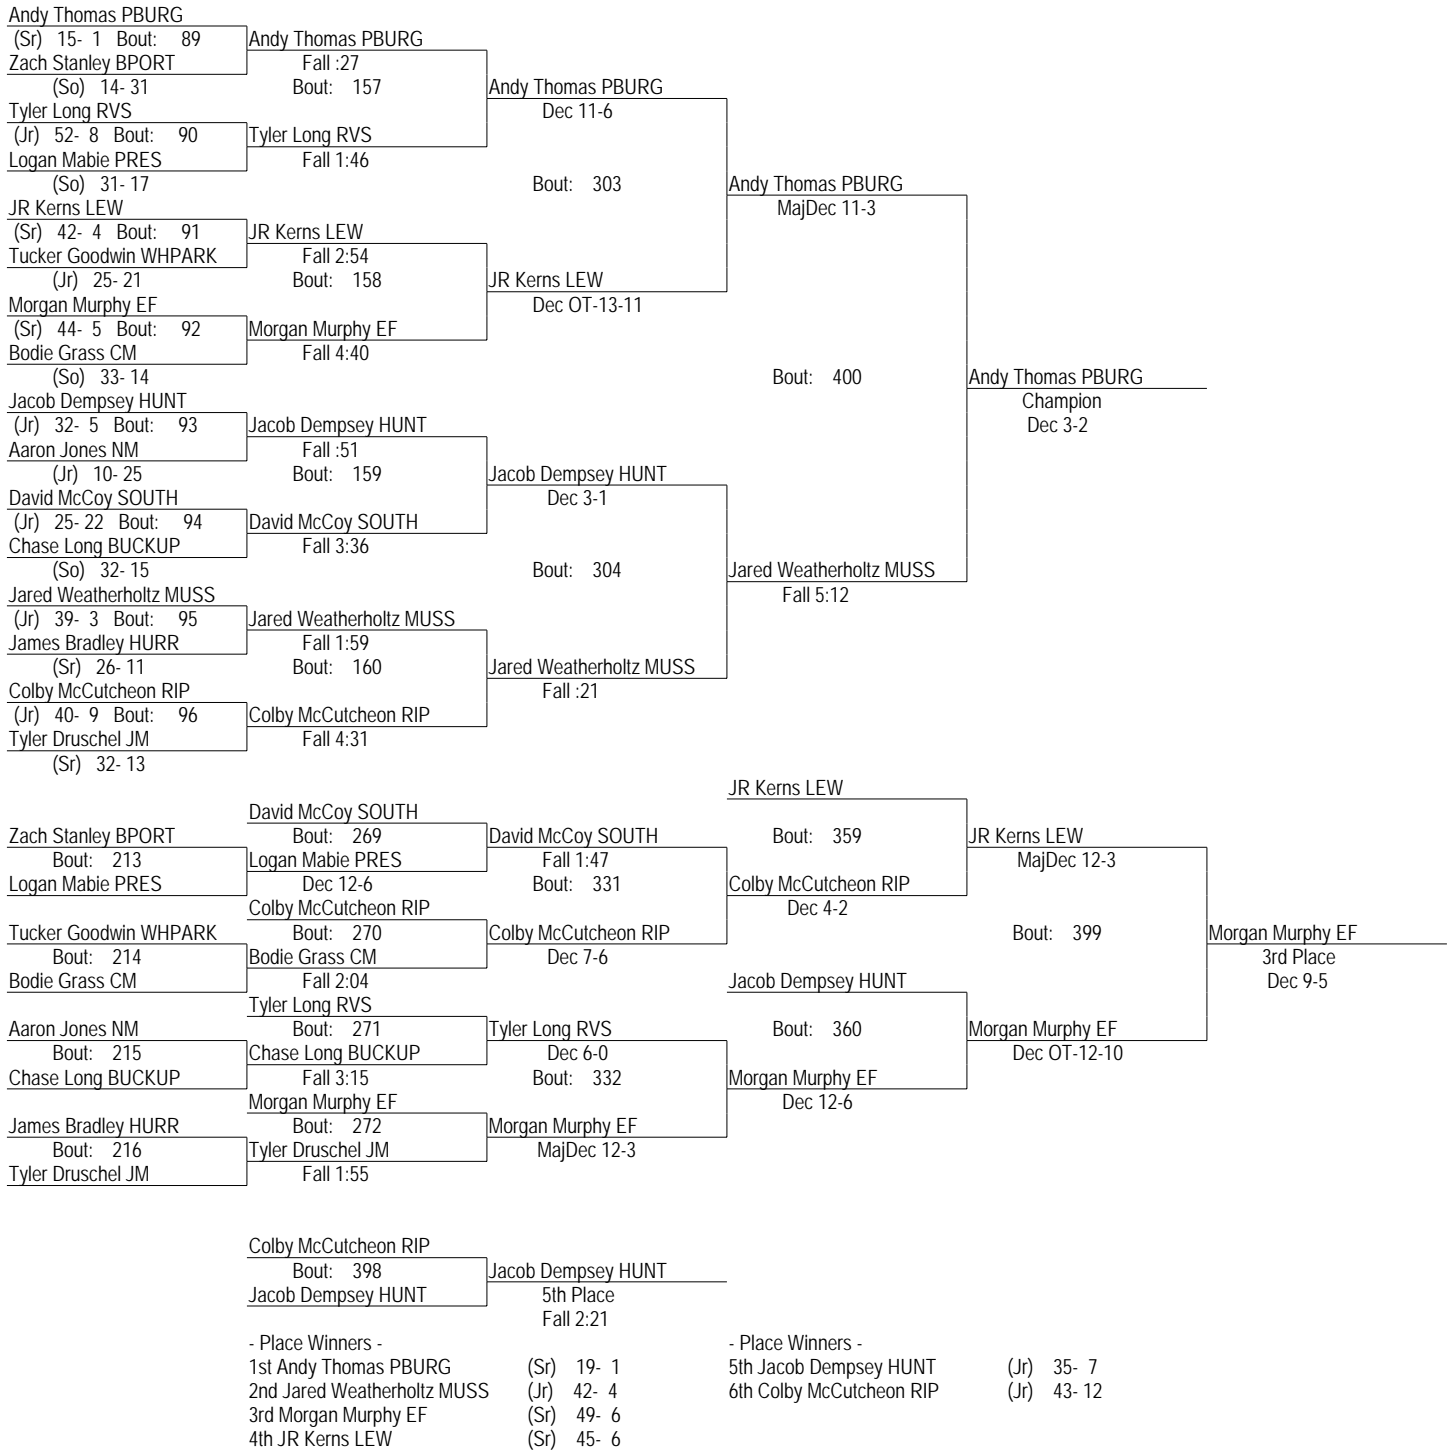 Andy Thomas PBURG
(Sr) 15- 1 Bout: 89 Andy Thomas PBURG
Zach Stanley BPORT Fall :27
(So) 14- 31 Bout: 157 Andy Thomas PBURG
Tyler Long RVS Dec 11-6
(Jr) 52- 8 Bout: 90 Tyler Long RVS
Logan Mabie PRES Fall 1:46
(So) 31- 17 Bout: 303 Andy Thomas PBURG
JR Kerns LEW MajDec 11-3
(Sr) 42- 4 Bout: 91 JR Kerns LEW
Tucker Goodwin WHPARK Fall 2:54
(Jr) 25- 21 Bout: 158 JR Kerns LEW
Morgan Murphy EF Dec OT-13-11
(Sr) 44- 5 Bout: 92 Morgan Murphy EF
Bodie Grass CM Fall 4:40
(So) 33- 14 Bout: 400 Andy Thomas PBURG
Jacob Dempsey HUNT Champion
(Jr) 32- 5 Bout: 93 Jacob Dempsey HUNT Dec 3-2
Aaron Jones NM Fall :51
(Jr) 10- 25 Bout: 159 Jacob Dempsey HUNT
David McCoy SOUTH Dec 3-1
(Jr) 25- 22 Bout: 94 David McCoy SOUTH
Chase Long BUCKUP Fall 3:36
(So) 32- 15 Bout: 304 Jared Weatherholtz MUSS
Jared Weatherholtz MUSS Fall 5:12
(Jr) 39- 3 Bout: 95 Jared Weatherholtz MUSS
James Bradley HURR Fall 1:59
(Sr) 26- 11 Bout: 160 Jared Weatherholtz MUSS
Colby McCutcheon RIP Fall :21
(Jr) 40- 9 Bout: 96 Colby McCutcheon RIP
Tyler Druschel JM Fall 4:31
(Sr) 32- 13
JR Kerns LEW
David McCoy SOUTH
Zach Stanley BPORT Bout: 269 David McCoy SOUTH Bout: 359 JR Kerns LEW
Bout: 213 Logan Mabie PRES Fall 1:47 MajDec 12-3
Logan Mabie PRES Dec 12-6 Bout: 331 Colby McCutcheon RIP
Colby McCutcheon RIP Dec 4-2
Tucker Goodwin WHPARK Bout: 270 Colby McCutcheon RIP Bout: 399 Morgan Murphy EF
Bout: 214 Bodie Grass CM Dec 7-6 3rd Place
Bodie Grass CM Fall 2:04 Jacob Dempsey HUNT Dec 9-5
Tyler Long RVS
Aaron Jones NM Bout: 271 Tyler Long RVS Bout: 360 Morgan Murphy EF
Bout: 215 Chase Long BUCKUP Dec 6-0 Dec OT-12-10
Chase Long BUCKUP Fall 3:15 Bout: 332 Morgan Murphy EF
Morgan Murphy EF Dec 12-6
James Bradley HURR Bout: 272 Morgan Murphy EF
Bout: 216 Tyler Druschel JM MajDec 12-3
Tyler Druschel JM Fall 1:55
Colby McCutcheon RIP
Bout: 398 Jacob Dempsey HUNT
Jacob Dempsey HUNT 5th Place
Fall 2:21
- Place Winners - - Place Winners -
1st Andy Thomas PBURG (Sr) 19- 1 5th Jacob Dempsey HUNT (Jr) 35- 7
2nd Jared Weatherholtz MUSS (Jr) 42- 4 6th Colby McCutcheon RIP (Jr) 43- 12
3rd Morgan Murphy EF (Sr) 49- 6
4th JR Kerns LEW (Sr) 45- 6